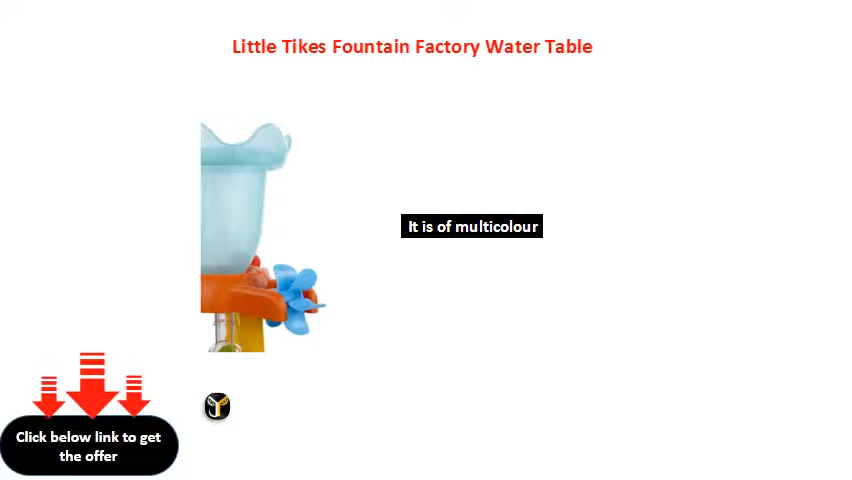 Little Tikes Fountain Factory Water Table
It is of multicolour
Click below link to get
the offer